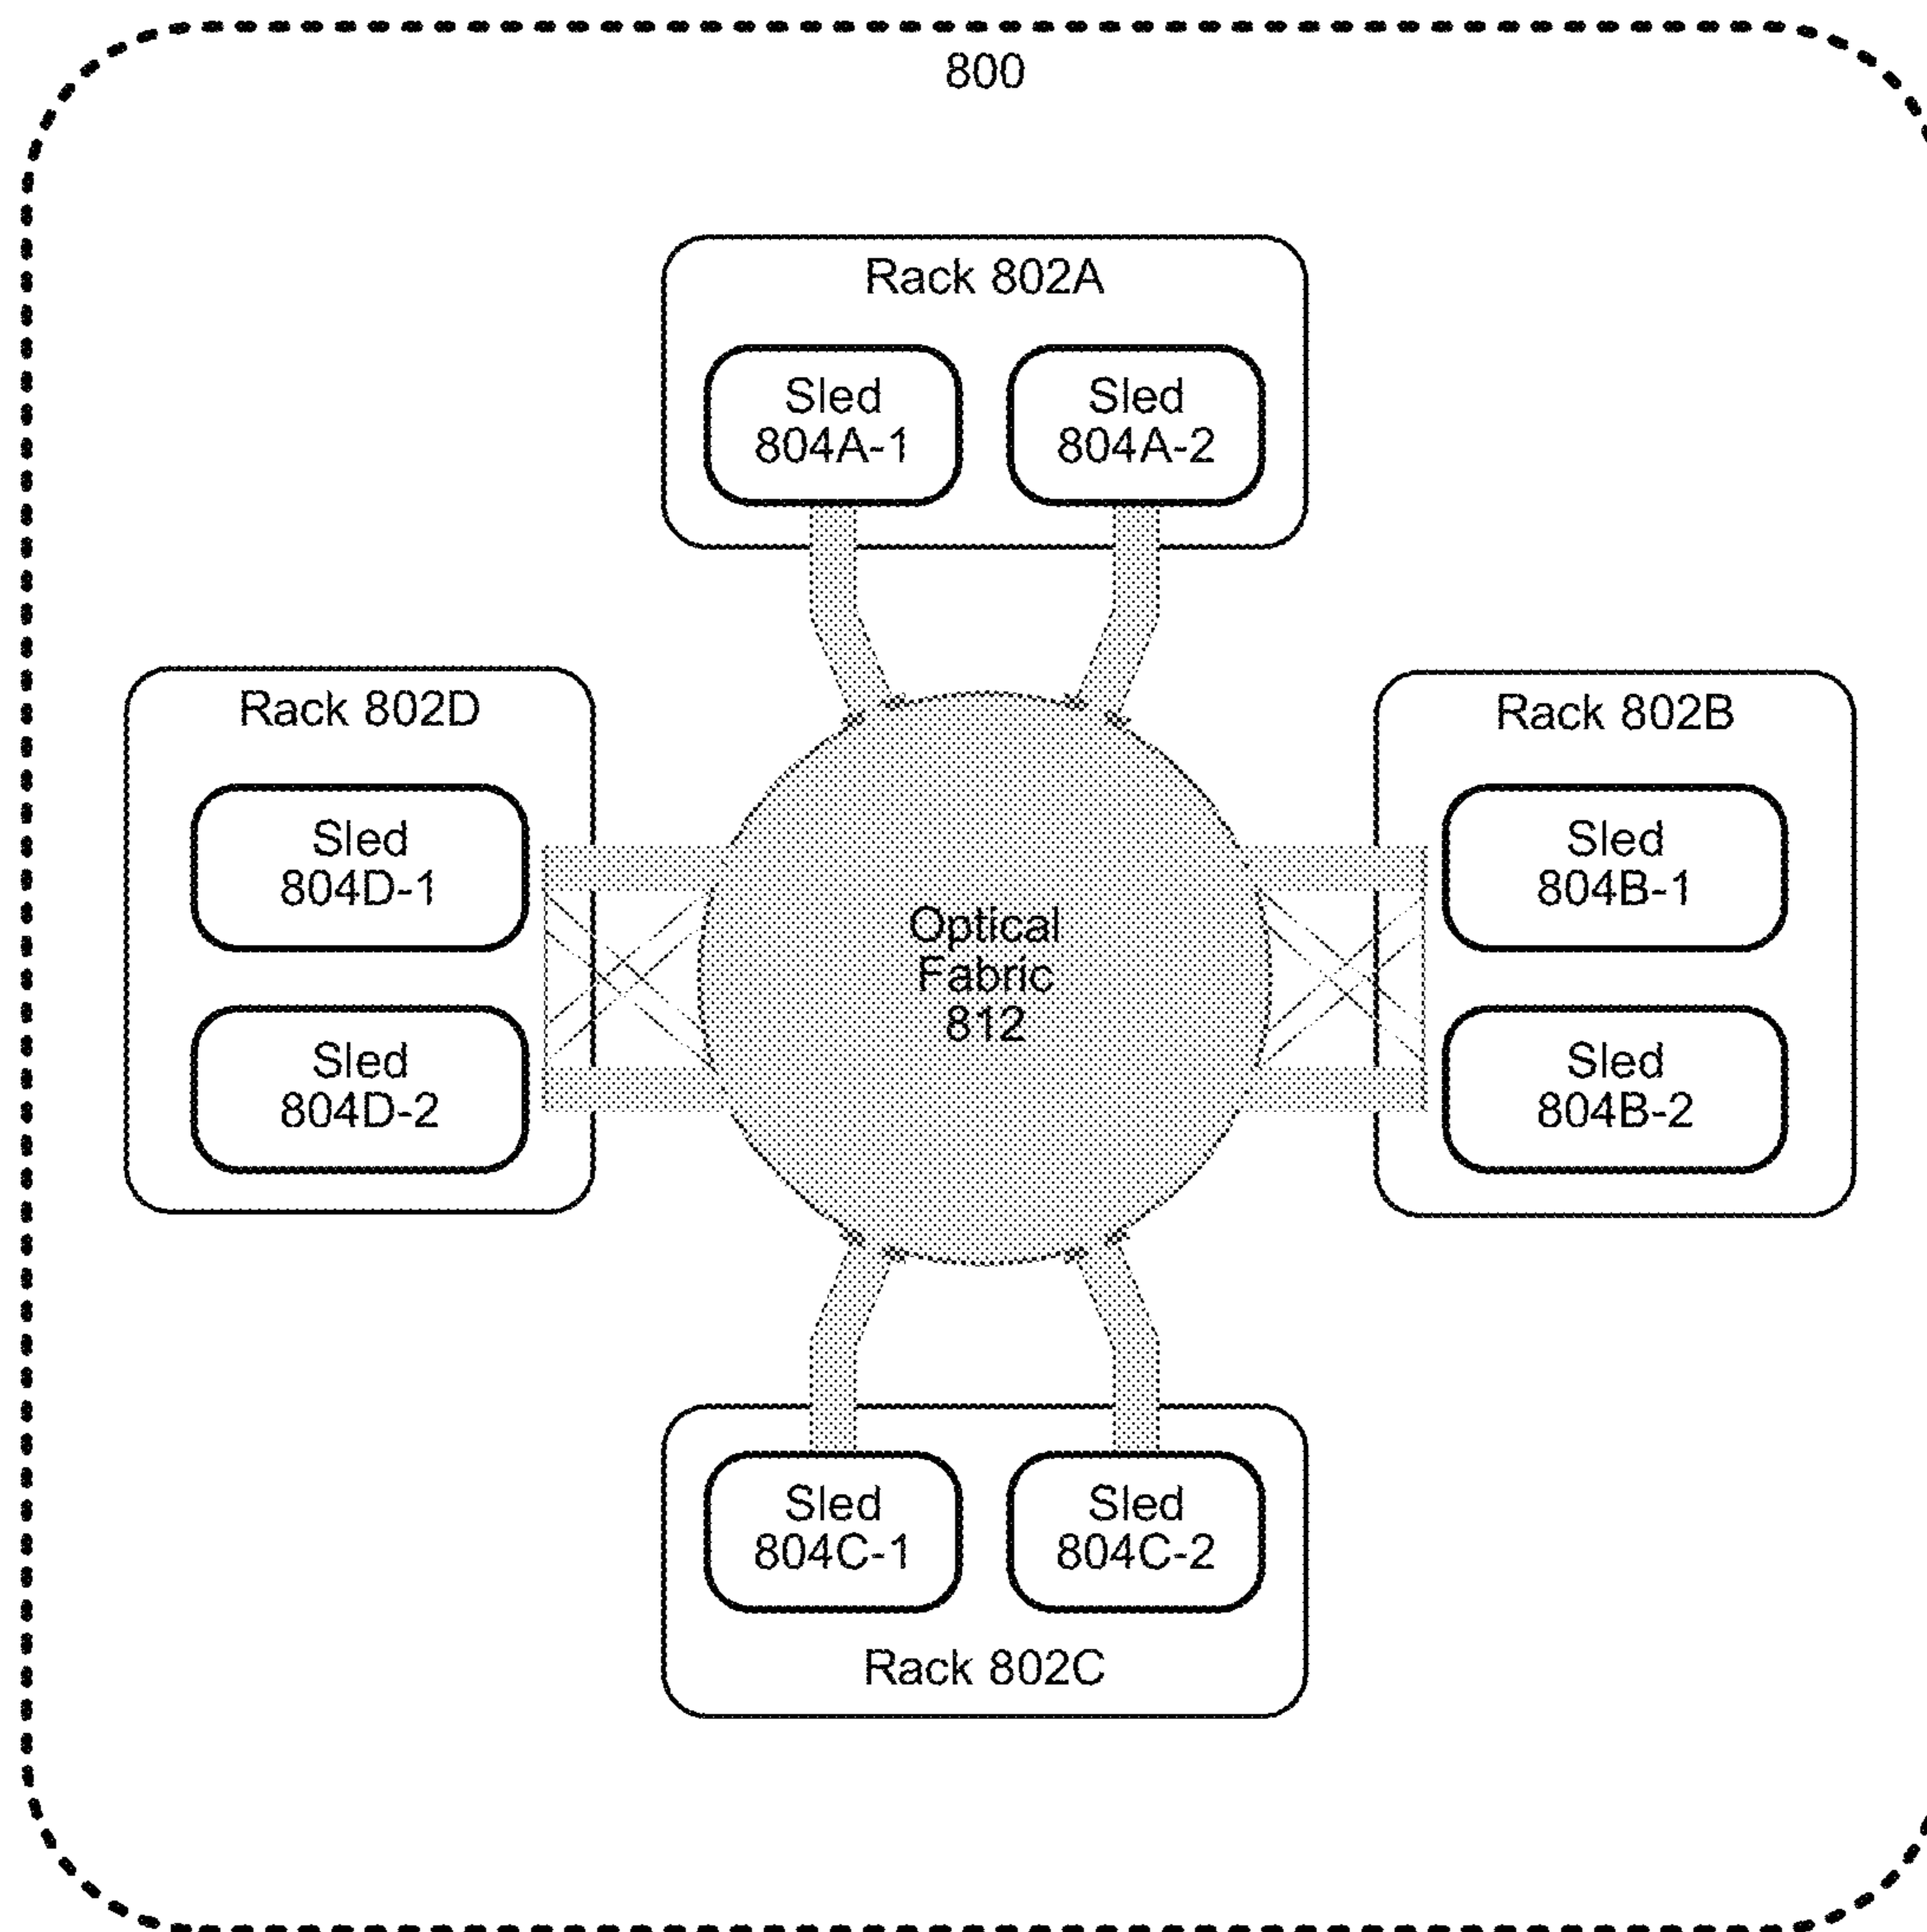 800
Rack 802A
Sled
804A-1
Sled
804A-2
Rack 802D
Sled
804D-1
Sled
804D-2
Optical
Fabric
812
Rack 802B
Sled
804B-1
Sled
804B-2
Sled
804C-1
Sled
804C-2
Rack 802C